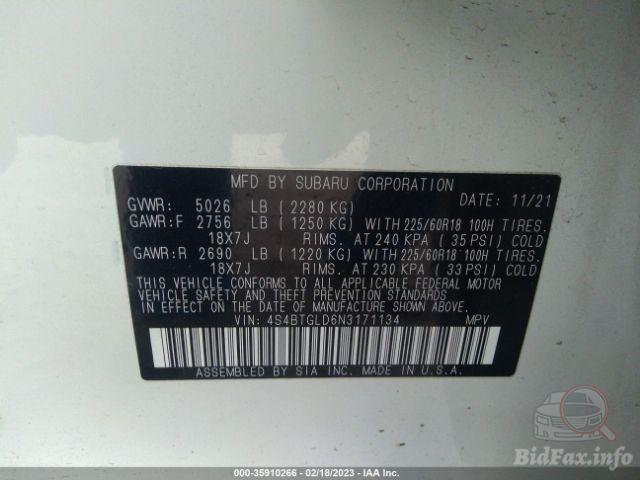 MFD BY SUBARU CORPORATION
DATE: 11/21
GVWR: 5026 LB ( 2280 KG)
GAWR:F 2756 LB ( 1250 KG) WITH 225/60R18 100H TIRES.
18X7J RIMS. AT 240 KPA ( 35 PSI) COLD
GAWR:R 2690 LB ( 1220 KG) WITH 225/60R18 100H TIRES.
18X7J RIMS. AT 230 KPA ( 33 PSI) COLD
THIS VEHICLE CONFORMS TO ALL APPLICABLE FEDERAL MOTOR
VEHICLE SAFETY AND THEFT PREVENTION STANDARDS
IN EFFECT ON THE DATE OF MANUFACTURE SHOWN ABOVE.
VIN: 4S4BTGLD6N3171134 MPV
ASSEMBLED BY SIA INC. MADE IN U.S.A.
BidFax.info
000-35910266 - 02/18/2023 - IAA Inc.